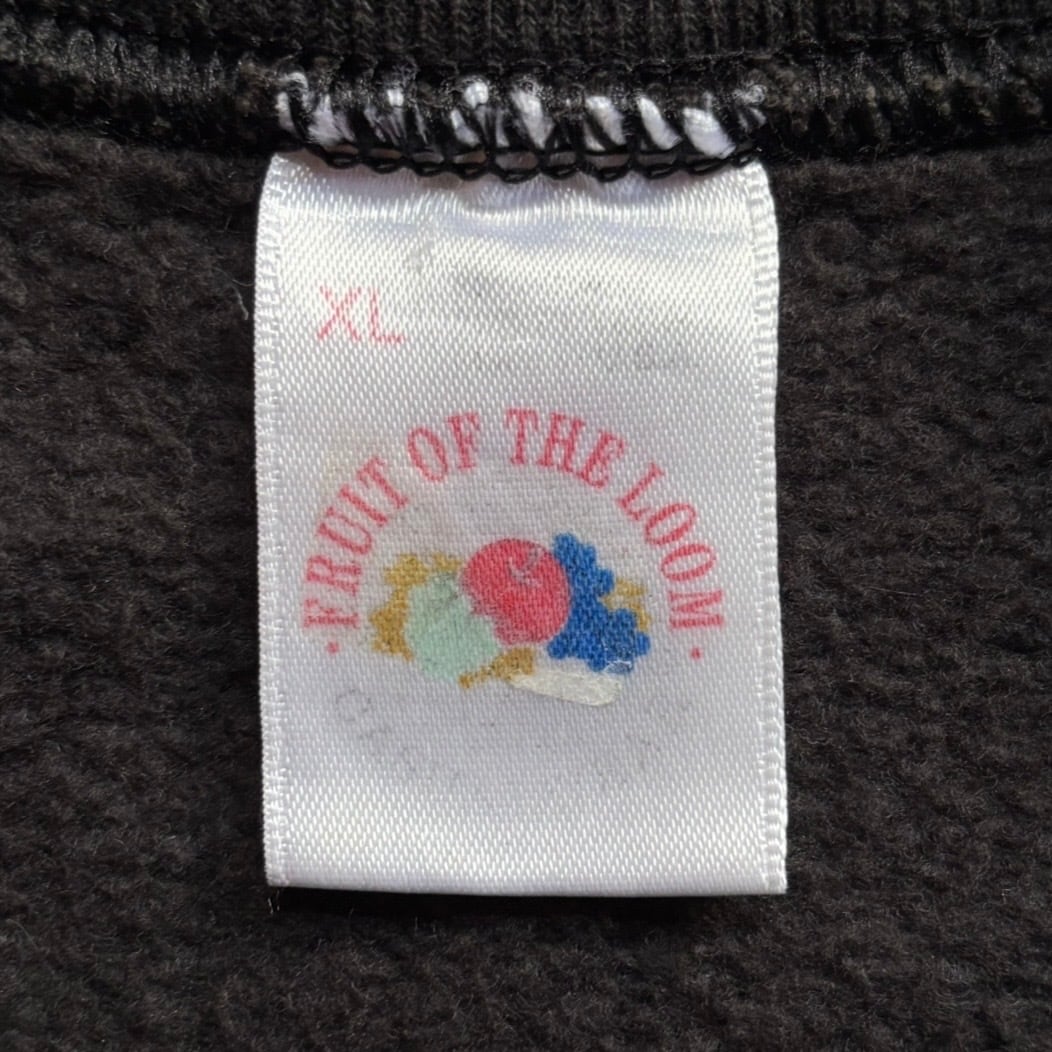 XL
· FRUIT OF THE LOOM ·